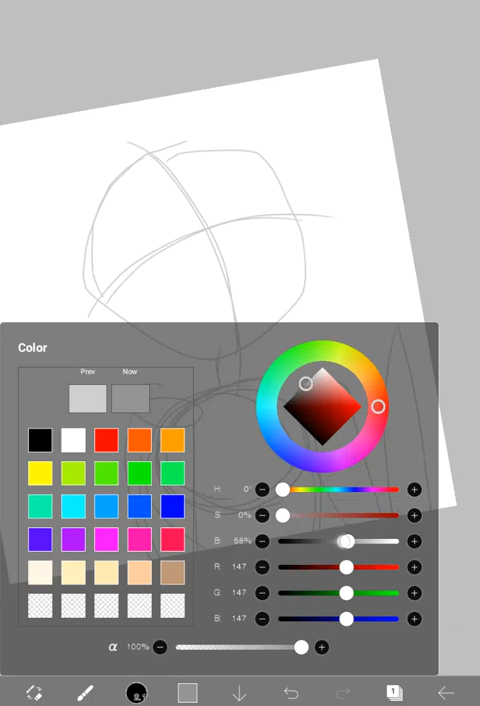 Color
Prev Now
H 0°
S 0%
B 58%
R 147
G 147
B 147
α 100%
1